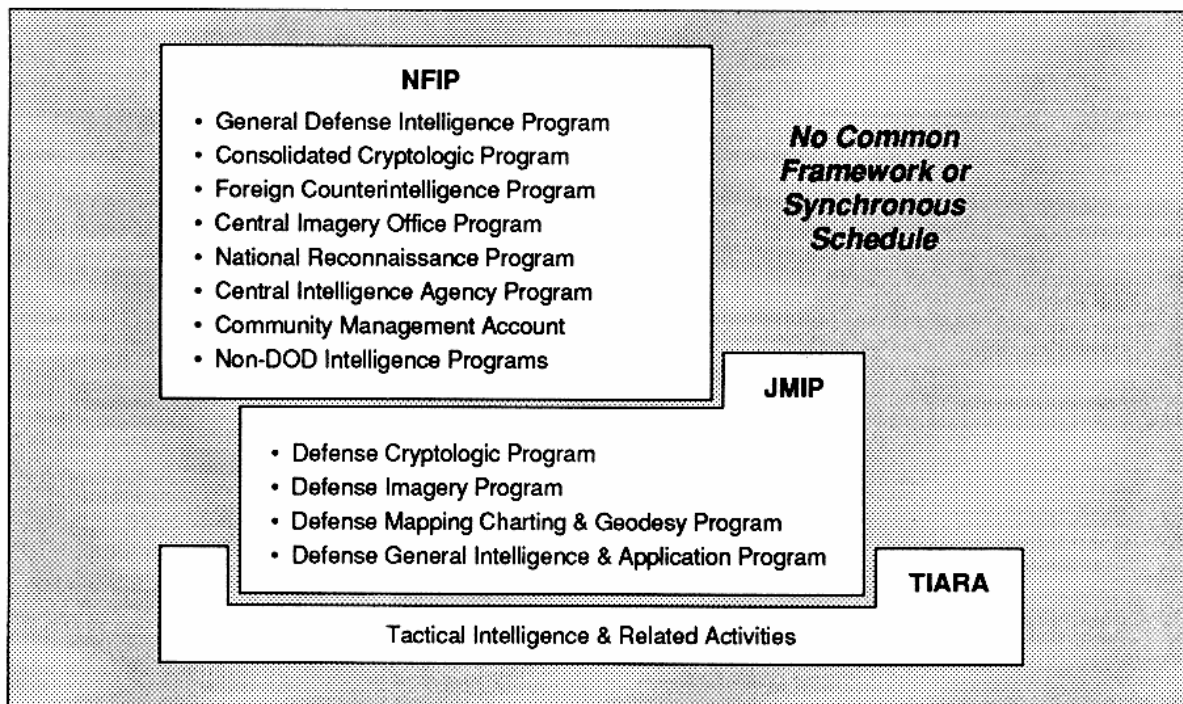 NFIP
• General Defense Intelligence Program
• Consolidated Cryptologic Program
• Foreign Counterintelligence Program
• Central Imagery Office Program
• National Reconnaissance Program
• Central Intelligence Agency Program
• Community Management Account
• Non-DOD Intelligence Programs
No Common
Framework or
Synchronous
Schedule
JMIP
• Defense Cryptologic Program
• Defense Imagery Program
• Defense Mapping Charting & Geodesy Program
• Defense General Intelligence & Application Program
TIARA
Tactical Intelligence & Related Activities